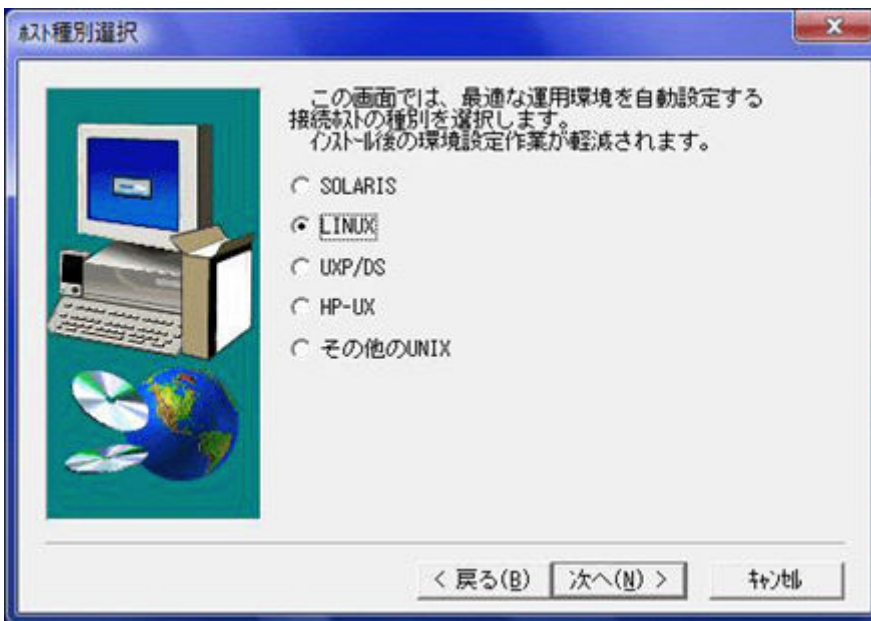 ﾎｽﾄ種別選択
この画面では、最適な運用環境を自動設定する
接続ﾎｽﾄの種別を選択します。
ｲﾝｽﾄｰﾙ後の環境設定作業が軽減されます。
SOLARIS
LINUX
UXP/DS
HP-UX
その他のUNIX
< 戻る(B)
次へ(N) >
ｷｬﾝｾﾙ